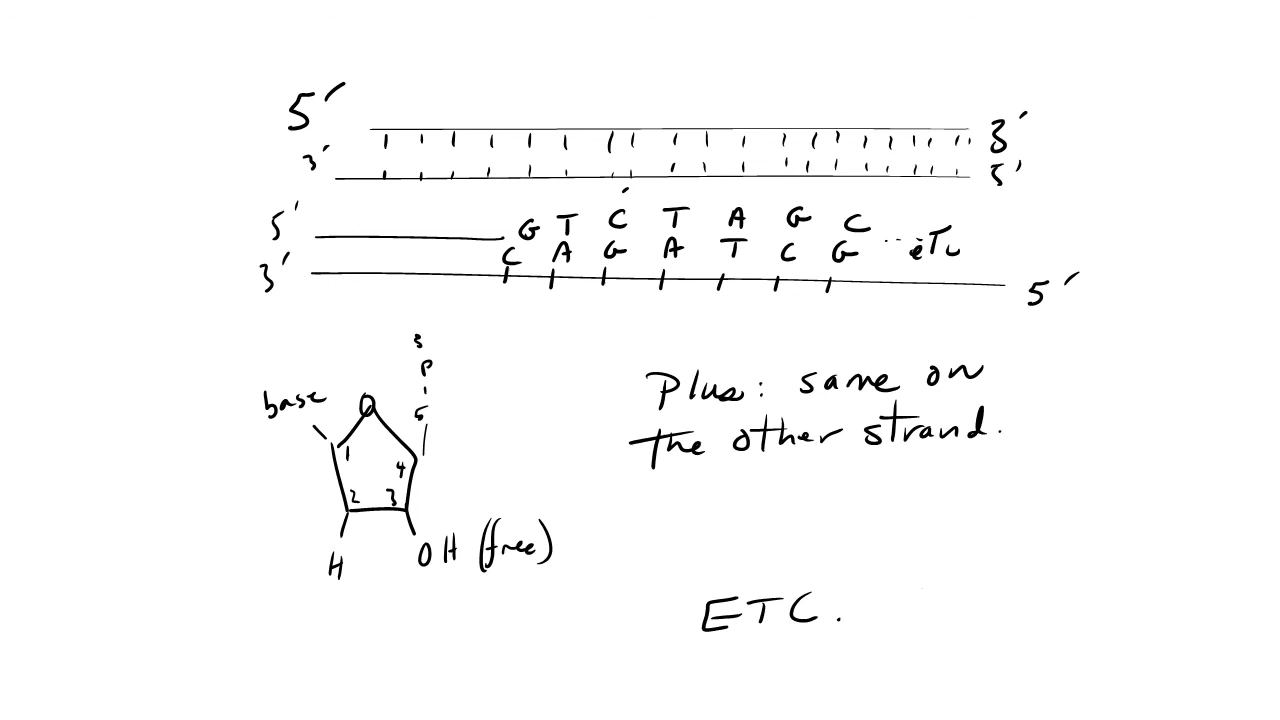 5′ 3′
3′ 5′
5′ G T C T A G C
3′ C A G A T C G ... etc
5′
3
P
base O 5
1 4
2 3
H OH (free)
Plus: same on
the other strand.
ETC.